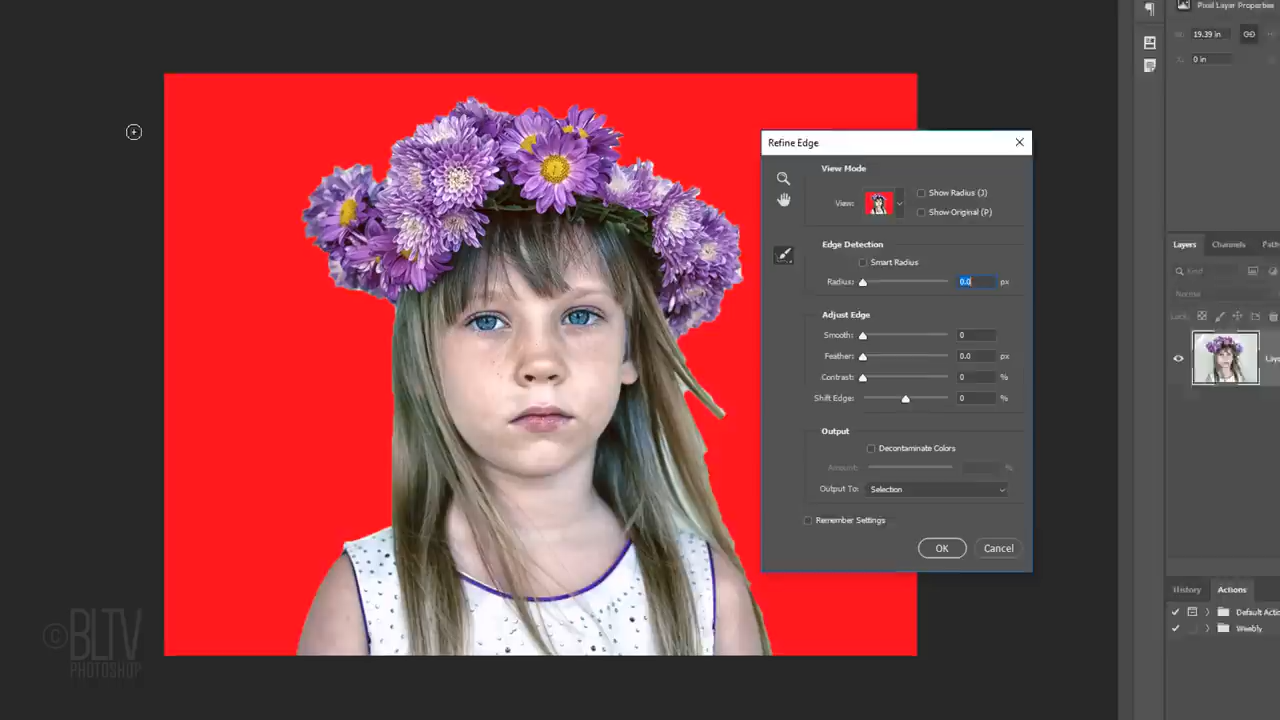 Pixel Layer Properties
19.39 in
0 in
Refine Edge
View Mode
View:
Show Radius (J)
Show Original (P)
Edge Detection
Smart Radius
Radius:
0.0
px
Adjust Edge
Smooth:
0
Feather:
0.0
px
Contrast:
0
%
Shift Edge:
0
%
Output
Decontaminate Colors
Amount:
%
Output To:
Selection
Remember Settings
OK
Cancel
Layers
Channels
Kind
Normal
Lock:
History
Actions
Default
Weebly
©BLTV
PHOTOSHOP